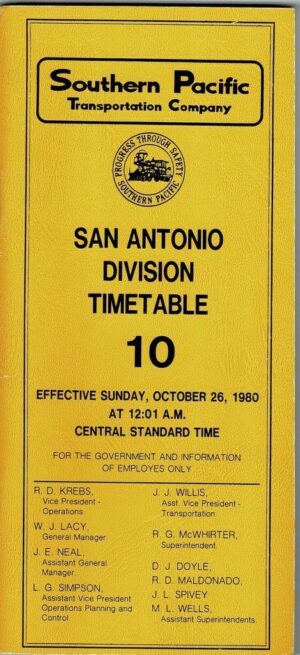 Southern Pacific
Transportation Company
PROGRESS THROUGH SAFETY
SOUTHERN PACIFIC
SAN ANTONIO
DIVISION
TIMETABLE
10
EFFECTIVE SUNDAY, OCTOBER 26, 1980
AT 12:01 A.M.
CENTRAL STANDARD TIME
FOR THE GOVERNMENT AND INFORMATION
OF EMPLOYES ONLY
R. D. KREBS,
Vice President -
Operations
W. J. LACY,
General Manager
J. E. NEAL,
Assistant General
Manager
L. G. SIMPSON,
Assistant Vice President
Operations Planning and
Control.
J. J. WILLIS,
Asst. Vice President -
Transportation
R. G. McWHIRTER,
Superintendent.
D. J. DOYLE,
R. D. MALDONADO,
J. L. SPIVEY
M. L. WELLS,
Assistant Superintendents.